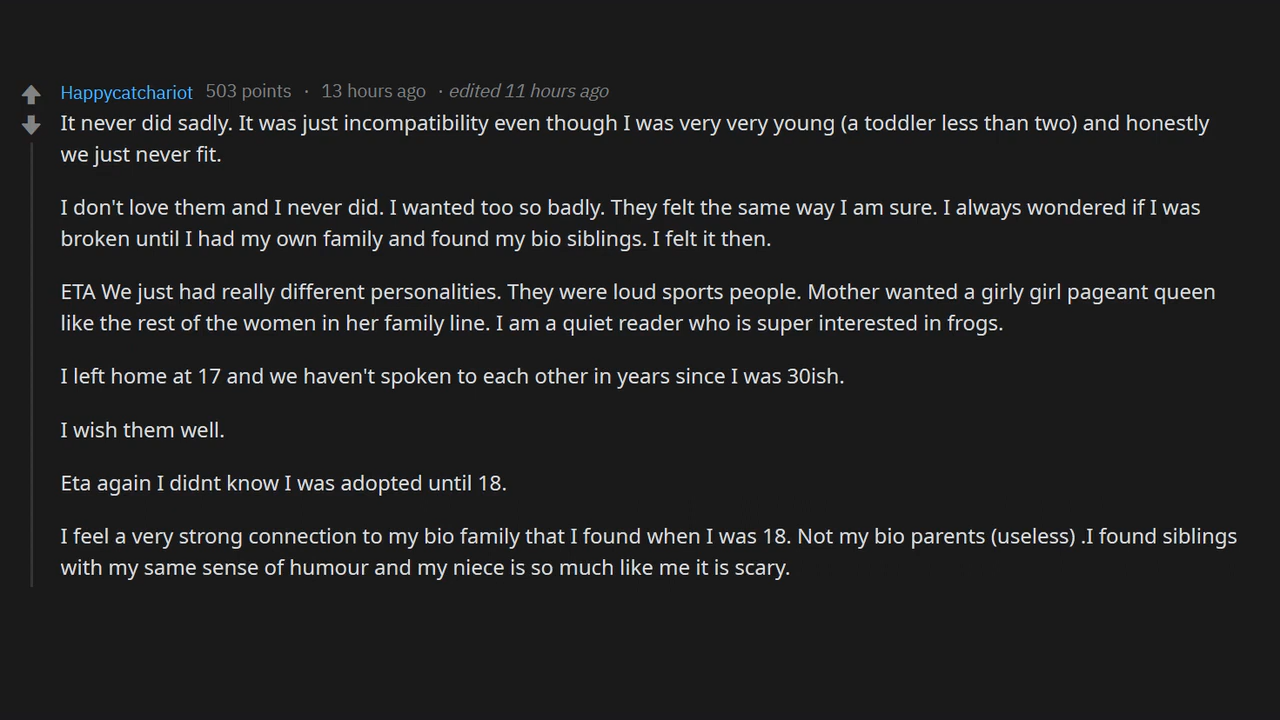 Happycatchariot 503 points · 13 hours ago · edited 11 hours ago
It never did sadly. It was just incompatibility even though I was very very young (a toddler less than two) and honestly
we just never fit.
I don't love them and I never did. I wanted too so badly. They felt the same way I am sure. I always wondered if I was
broken until I had my own family and found my bio siblings. I felt it then.
ETA We just had really different personalities. They were loud sports people. Mother wanted a girly girl pageant queen
like the rest of the women in her family line. I am a quiet reader who is super interested in frogs.
I left home at 17 and we haven't spoken to each other in years since I was 30ish.
I wish them well.
Eta again I didnt know I was adopted until 18.
I feel a very strong connection to my bio family that I found when I was 18. Not my bio parents (useless) .I found siblings
with my same sense of humour and my niece is so much like me it is scary.